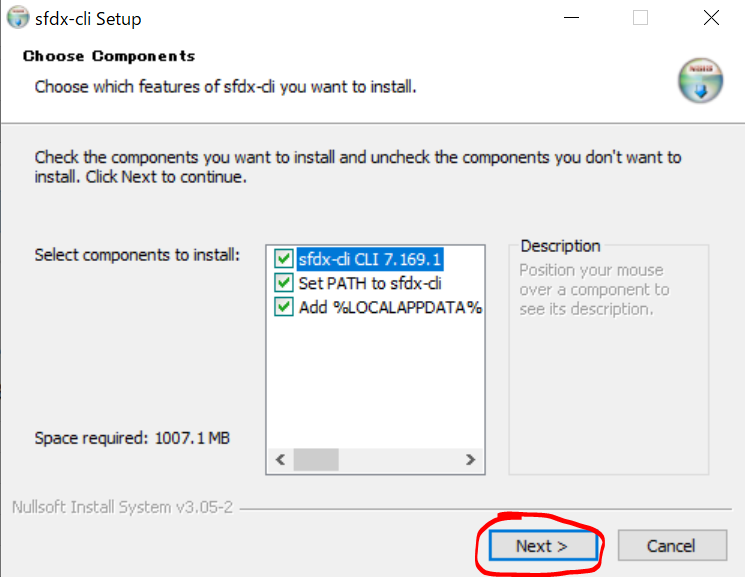 sfdx-cli Setup
Choose Components
Choose which features of sfdx-cli you want to install.
Check the components you want to install and uncheck the components you don't want to
install. Click Next to continue.
Select components to install:
sfdx-cli CLI 7.169.1
Set PATH to sfdx-cli
Add %LOCALAPPDATA%
Description
Position your mouse
over a component to
see its description.
Space required: 1007.1 MB
Nullsoft Install System v3.05-2
Next >
Cancel